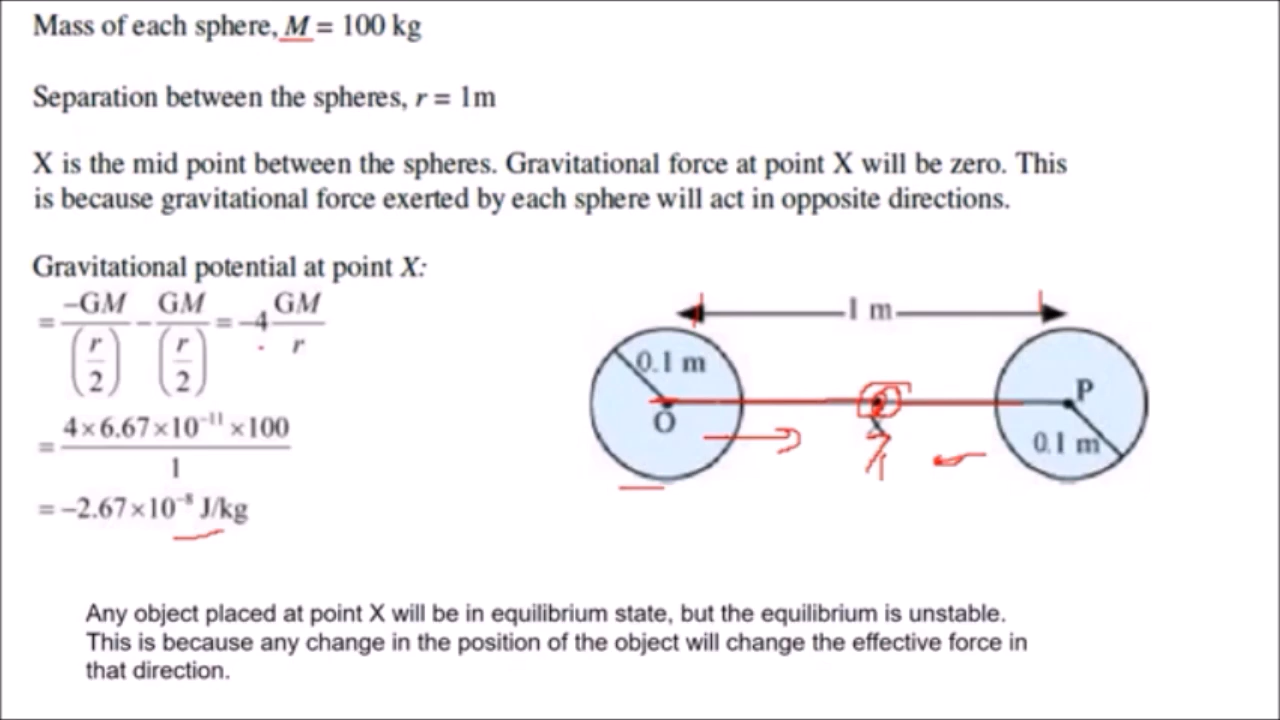 Mass of each sphere, M = 100 kg
Separation between the spheres, r = 1m
X is the mid point between the spheres. Gravitational force at point X will be zero. This
is because gravitational force exerted by each sphere will act in opposite directions.
Gravitational potential at point X:
= −GM/(r/2) − GM/(r/2) = −4 GM/r
= 4×6.67×10⁻¹¹×100/1
= −2.67×10⁻⁸ J/kg
1 m
0.1 m
O
X
P
0.1 m
Any object placed at point X will be in equilibrium state, but the equilibrium is unstable.
This is because any change in the position of the object will change the effective force in
that direction.